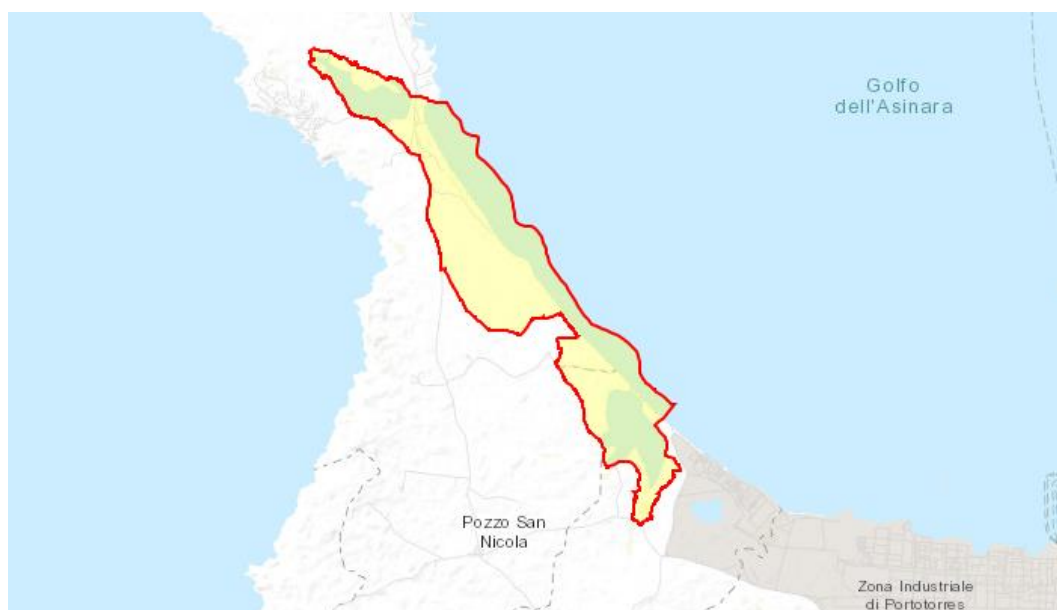 Golfo
dell'Asinara
Pozzo San
Nicola
Zona Industriale
di Portotorres